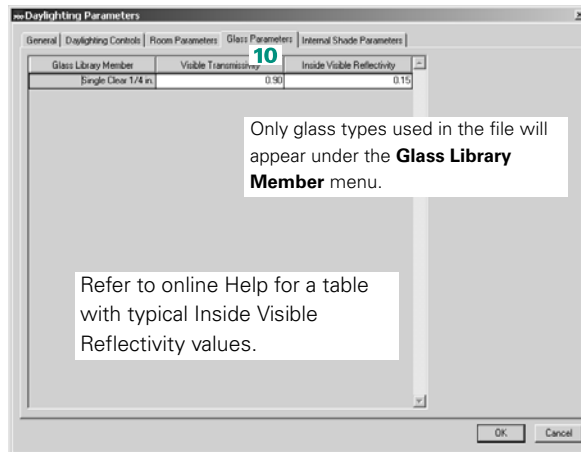 Daylighting Parameters
General Daylighting Controls Room Parameters Glass Parameters Internal Shade Parameters
10
Glass Library Member Visible Transmissivity Inside Visible Reflectivity
Single Clear 1/4 in. 0.90 0.15
Only glass types used in the file will
appear under the Glass Library
Member menu.
Refer to online Help for a table
with typical Inside Visible
Reflectivity values.
OK Cancel